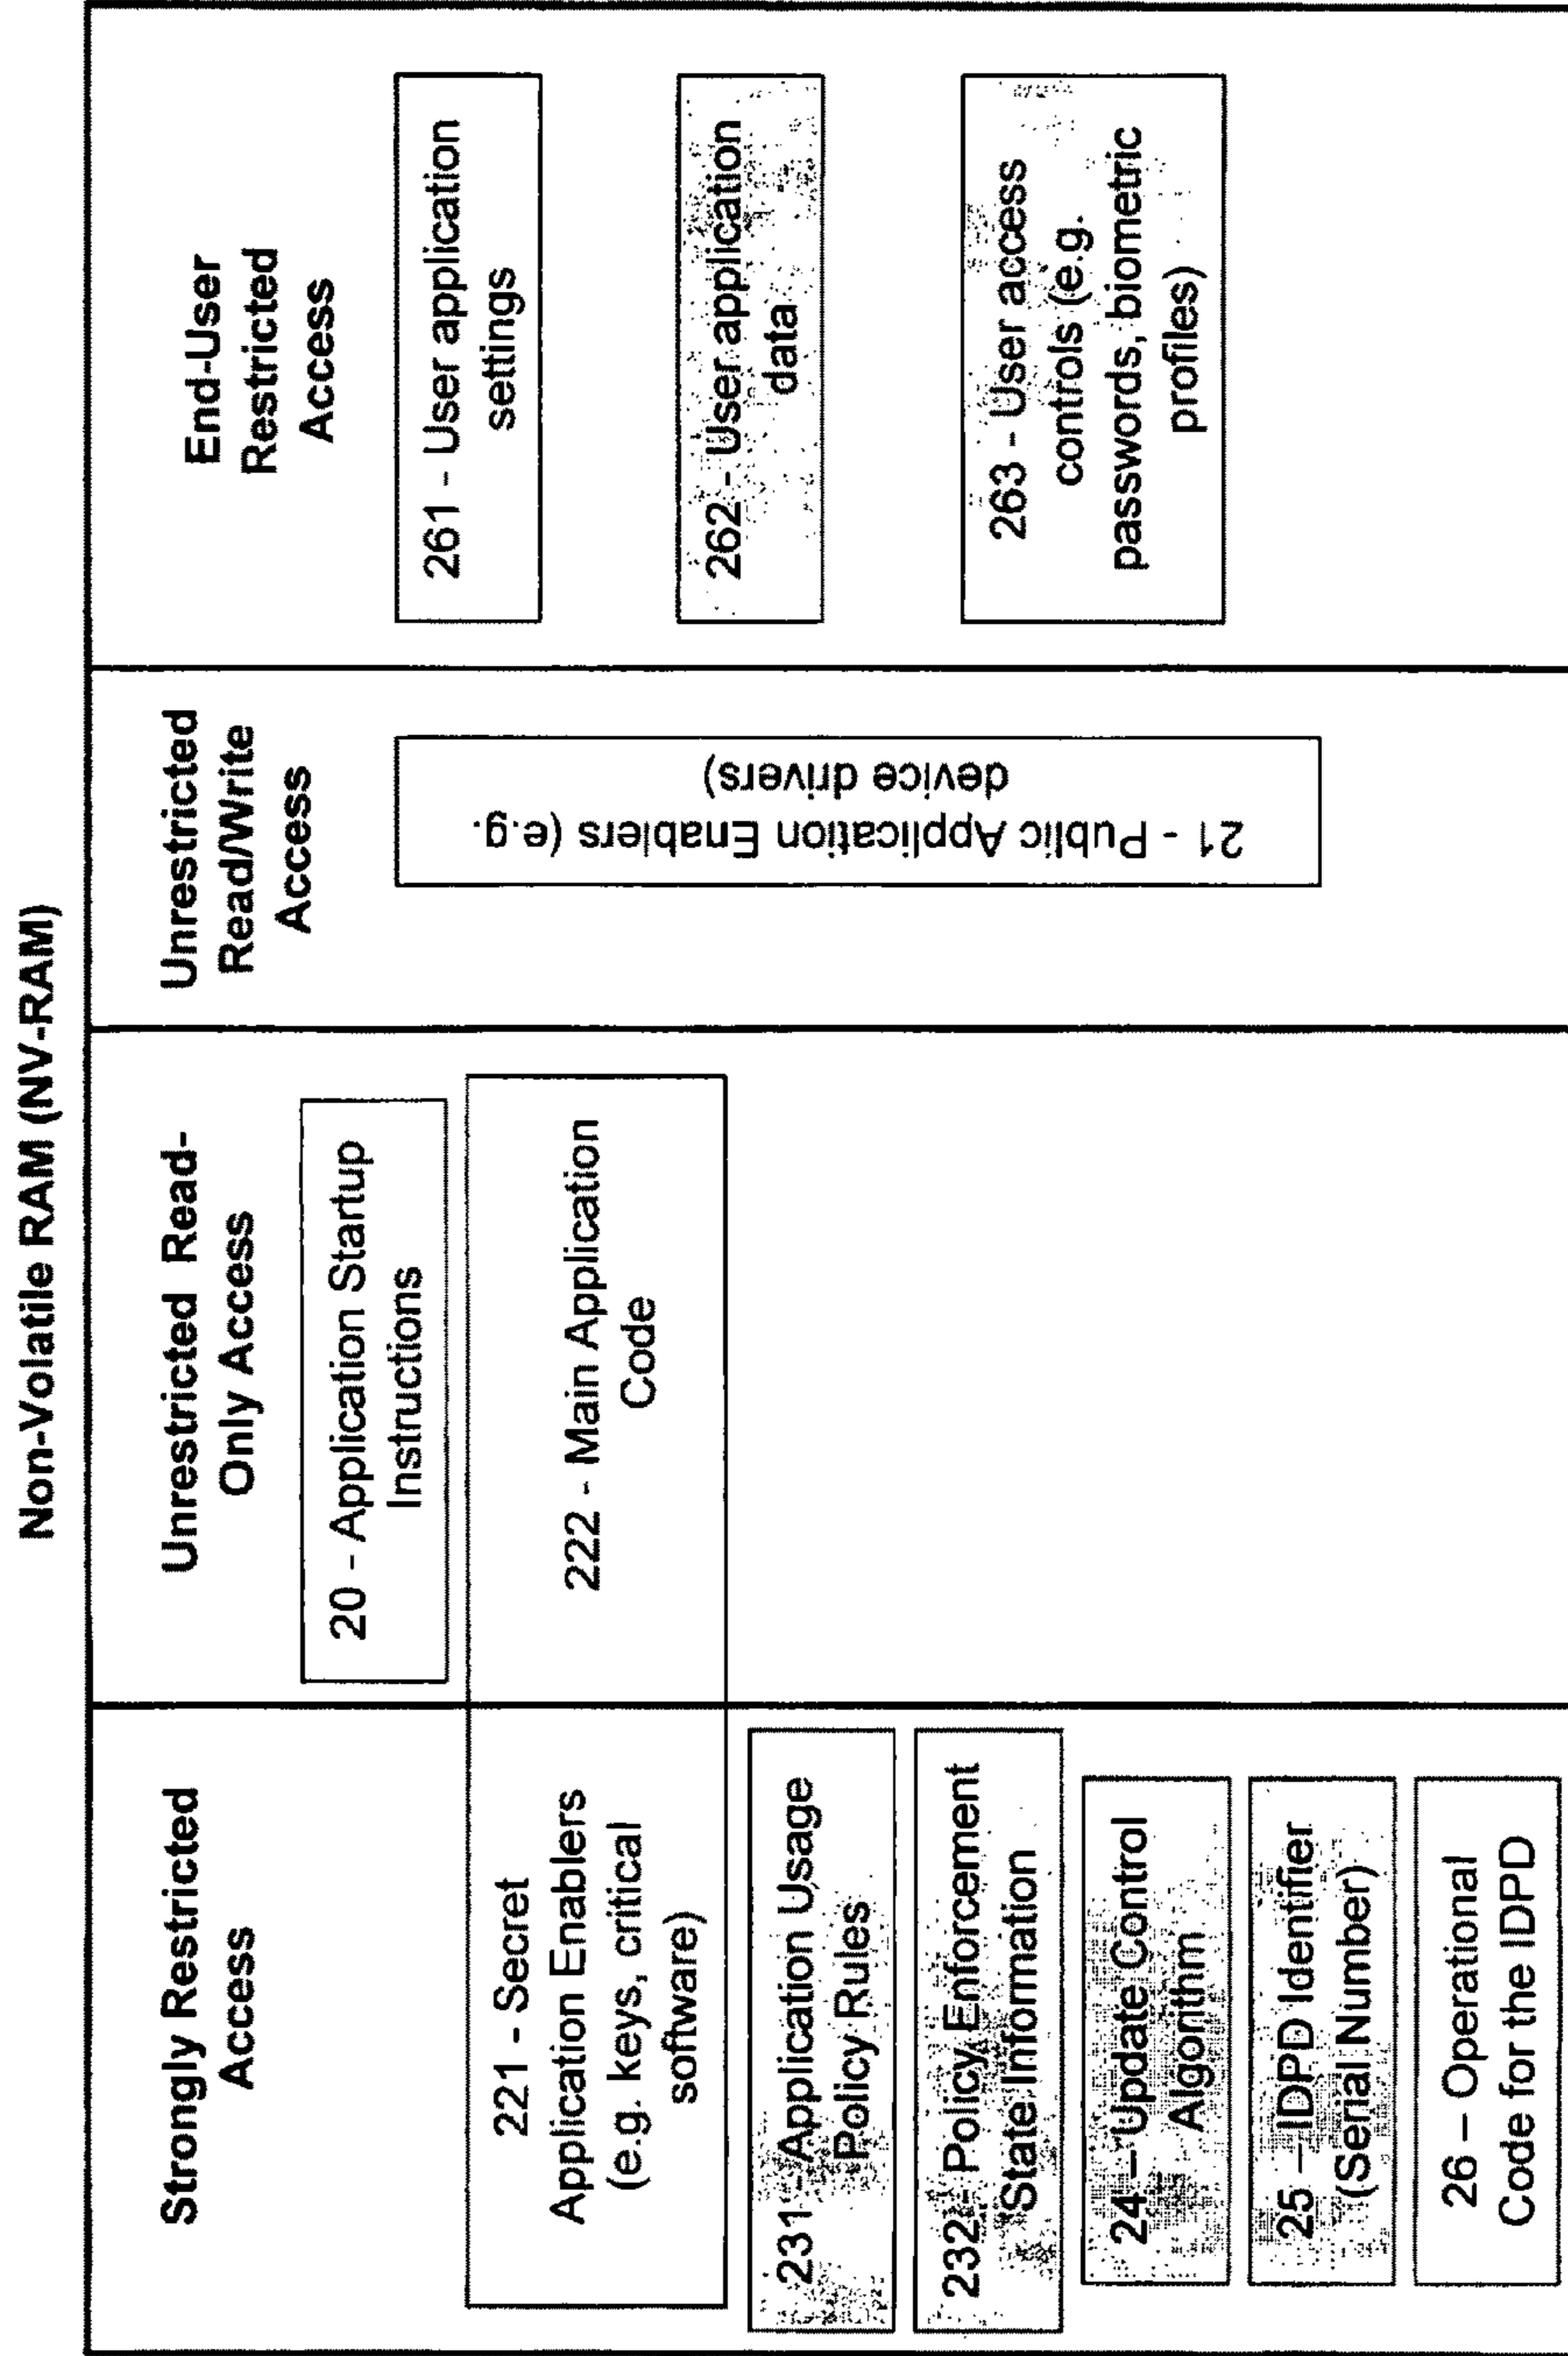 Non-Volatile RAM (NV-RAM)
Strongly Restricted
Access
221 - Secret
Application Enablers
(e.g. keys, critical
software)
231 - Application Usage
Policy Rules
232 - Policy Enforcement
State Information
24 – Update Control
Algorithm
25 – IDPD Identifier
(Serial Number)
26 – Operational
Code for the IDPD
Unrestricted Read-
Only Access
20 - Application Startup
Instructions
222 - Main Application
Code
Unrestricted
Read/Write
Access
21 - Public Application Enablers (e.g.
device drivers)
End-User
Restricted
Access
261 - User application
settings
262 - User application
data
263 - User access
controls (e.g.
passwords, biometric
profiles)